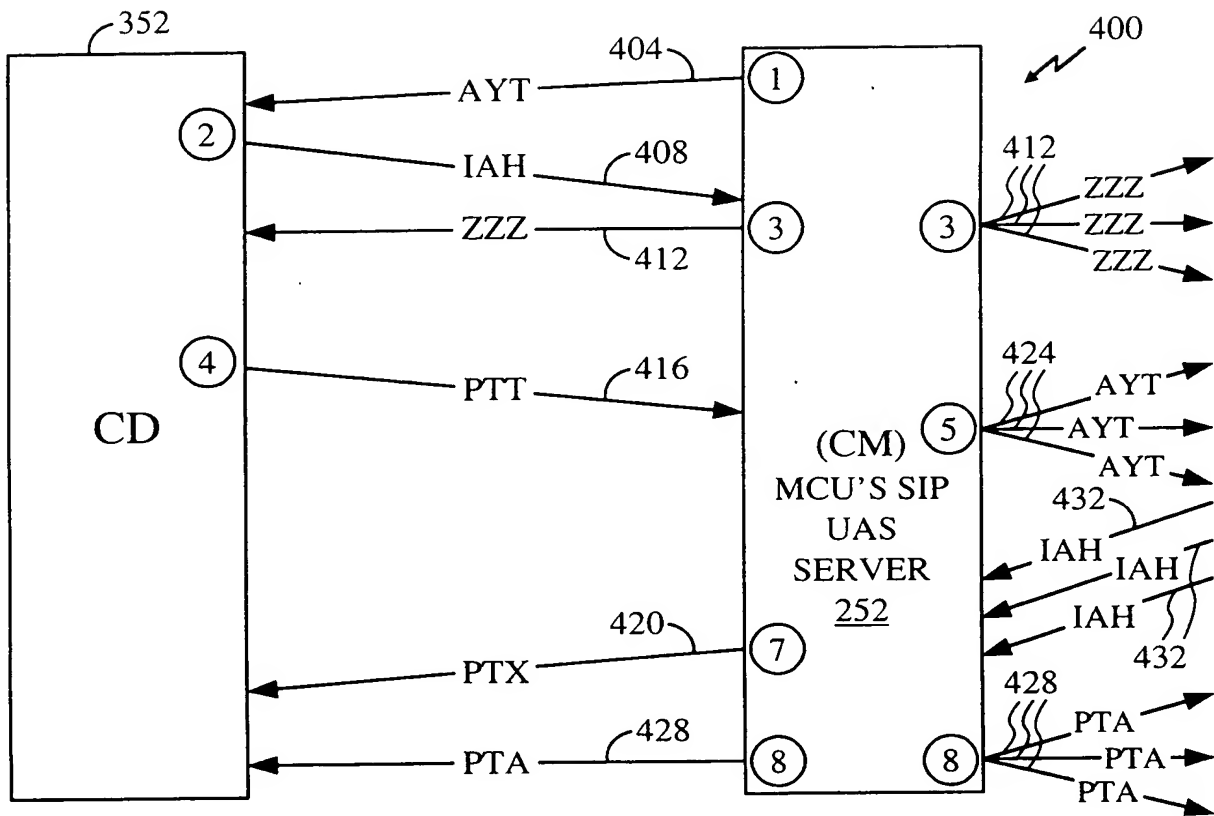 352
404
400
AYT
1
2
IAH
408
412
ZZZ
ZZZ
ZZZ
ZZZ
3
3
412
4
PTT
416
424
AYT
AYT
AYT
5
CD
(CM)
MCU'S SIP
UAS
SERVER
252
432
IAH
IAH
IAH
432
420
PTX
7
428
PTA
8
8
428
PTA
PTA
PTA